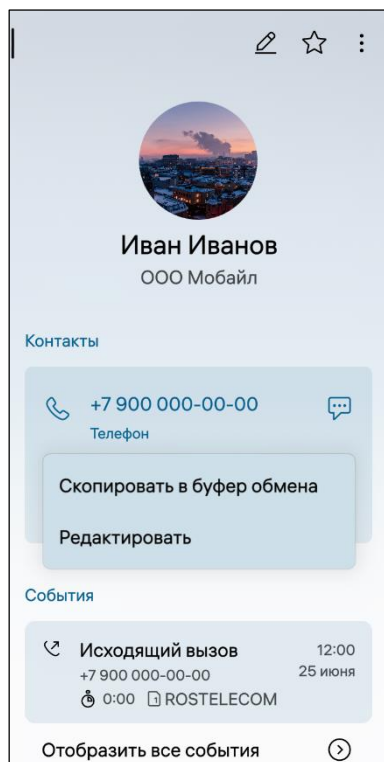 Иван Иванов
ООО Мобайл
Контакты
+7 900 000-00-00
Телефон
Скопировать в буфер обмена
Редактировать
События
Исходящий вызов 12:00
+7 900 000-00-00 25 июня
0:00 1 ROSTELECOM
Отобразить все события